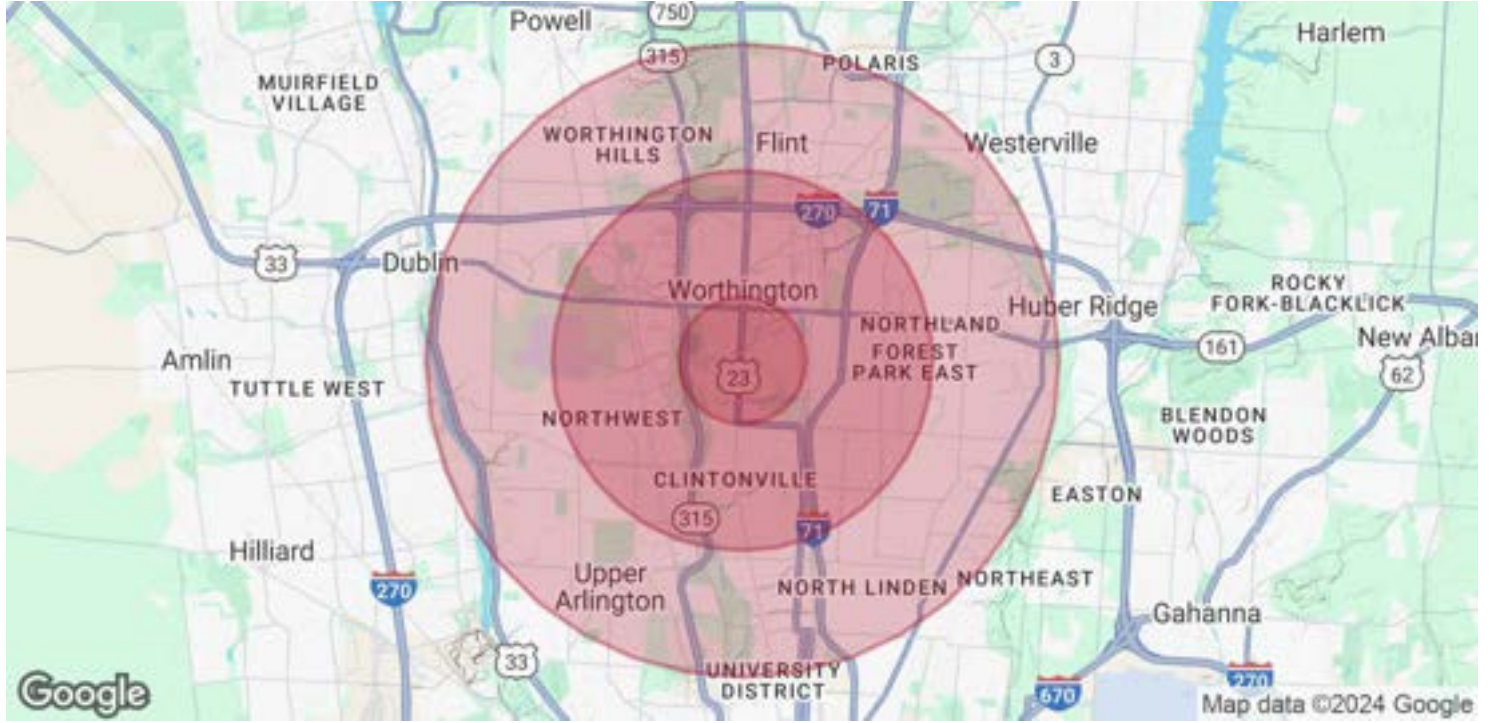 Powell
750
Harlem
315
POLARIS
3
MUIRFIELD
VILLAGE
WORTHINGTON
HILLS
Flint
Westerville
270
71
33
Dublin
Worthington
ROCKY
FORK-BLACKLICK
Huber Ridge
NORTHLAND
New Albar
161
Amlin
FOREST
PARK EAST
23
62
TUTTLE WEST
NORTHWEST
BLENDON
WOODS
CLINTONVILLE
EASTON
315
71
Hilliard
Upper
Arlington
270
NORTH LINDEN
NORTHEAST
Gahanna
33
UNIVERSITY
DISTRICT
670
270
Google
Map data ©2024 Google